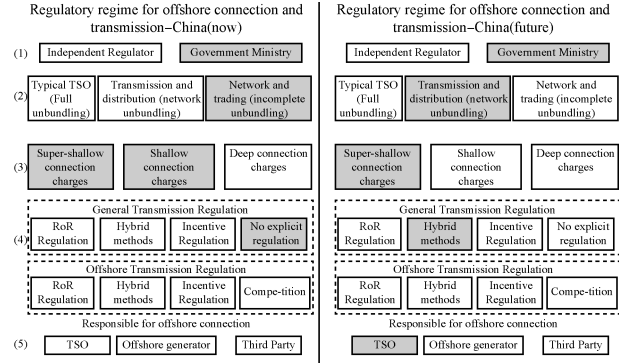 Regulatory regime for offshore connection and
transmission–China(now)
(1) Independent Regulator Government Ministry
(2) Typical TSO
(Full
unbundling)
Transmission and
distribution (network
unbundling)
Network and
trading (incomplete
unbundling)
(3) Super-shallow
connection
charges
Shallow
connection
charges
Deep connection
charges
General Transmission Regulation
(4) RoR
Regulation
Hybrid
methods
Incentive
Regulation
No explicit
regulation
Offshore Transmission Regulation
RoR
Regulation
Hybrid
methods
Incentive
Regulation
Compe-tition
Responsible for offshore connection
(5) TSO Offshore generator Third Party
Regulatory regime for offshore connection and
transmission–China(future)
Independent Regulator Government Ministry
Typical TSO
(Full
unbundling)
Transmission and
distribution (network
unbundling)
Network and
trading (incomplete
unbundling)
Super-shallow
connection
charges
Shallow
connection
charges
Deep connection
charges
General Transmission Regulation
RoR
Regulation
Hybrid
methods
Incentive
Regulation
No explicit
regulation
Offshore Transmission Regulation
RoR
Regulation
Hybrid
methods
Incentive
Regulation
Compe-tition
Responsible for offshore connection
TSO Offshore generator Third Party